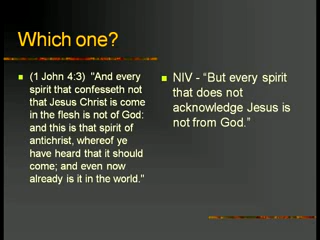 Which one?
(1 John 4:3) "And every
spirit that confesseth not
that Jesus Christ is come
in the flesh is not of God:
and this is that spirit of
antichrist, whereof ye
have heard that it should
come; and even now
already is it in the world."
NIV - “But every spirit
that does not
acknowledge Jesus is
not from God.”